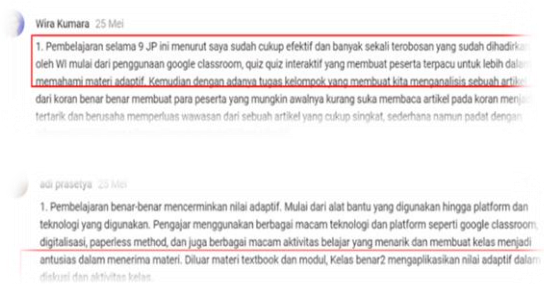 Wira Kumara 25 Mei
1. Pembelajaran selama 9 JP ini menurut saya sudah cukup efektif dan banyak sekali terobosan yang sudah dihadirkan
oleh WI mulai dari penggunaan google classroom, quiz quiz interaktif yang membuat peserta terpacu untuk lebih dalam
memahami materi adaptif. Kemudian dengan adanya tugas kelompok yang membuat kita menganalisis sebuah artikel
dari koran benar benar membuat para peserta yang mungkin awalnya kurang suka membaca artikel pada koran menjadi
tertarik dan berusaha memperluas wawasan dari sebuah artikel yang cukup singkat, sederhana namun padat dengan
adi prasetya 25 Mei
1. Pembelajaran benar-benar mencerminkan nilai adaptif. Mulai dari alat bantu yang digunakan hingga platform dan
teknologi yang digunakan. Pengajar menggunakan berbagai macam teknologi dan platform seperti google classroom,
digitalisasi, paperless method, dan juga berbagai macam aktivitas belajar yang menarik dan membuat kelas menjadi
antusias dalam menerima materi. Diluar materi textbook dan modul, Kelas benar2 mengaplikasikan nilai adaptif dalam
diskusi dan aktivitas kelas.